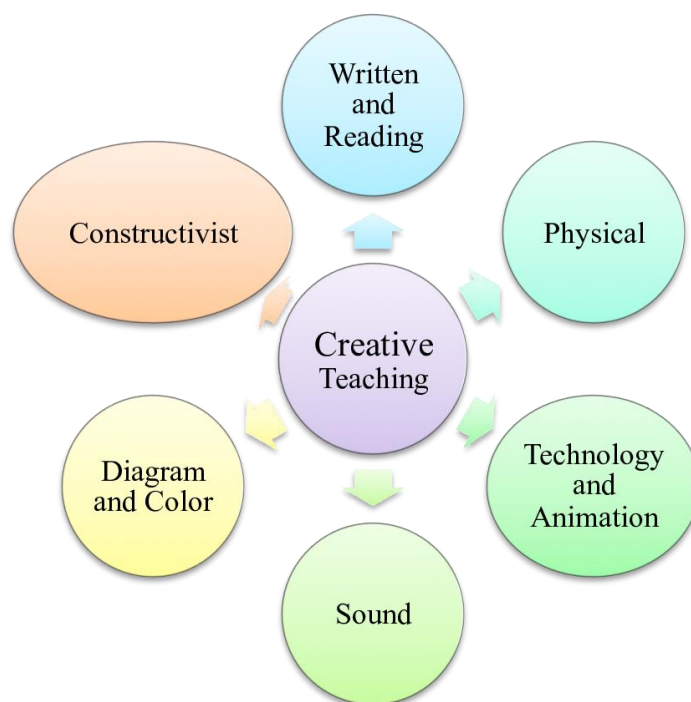 Written
and
Reading
Constructivist
Physical
Creative
Teaching
Diagram
and Color
Technology
and
Animation
Sound